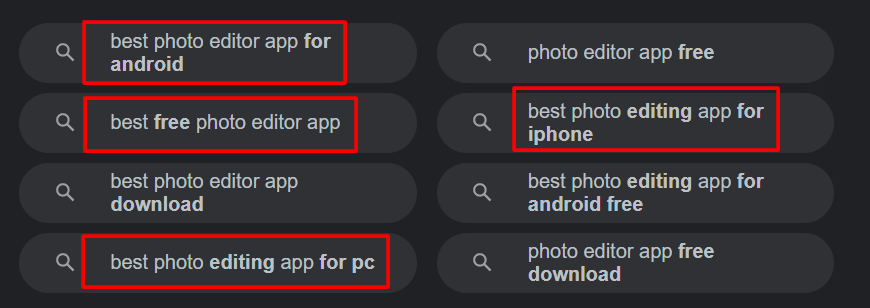 best photo editor app for
android
best free photo editor app
best photo editor app
download
best photo editing app for pc
photo editor app free
best photo editing app for
iphone
best photo editing app for
android free
photo editor app free
download